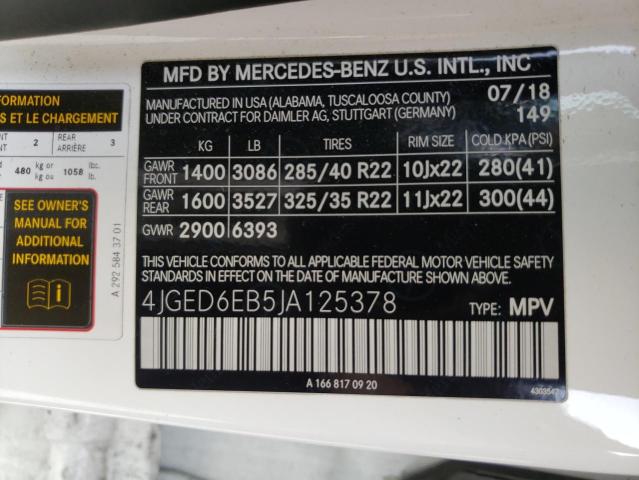 FORMATION
S ET LE CHARGEMENT
NT 2 REAR 3
NT ARRIÈRE
480 kg or kg ou 1058 lbs. lb.
SEE OWNER'S
MANUAL FOR
ADDITIONAL
INFORMATION
A 292 584 37 01
MFD BY MERCEDES-BENZ U.S. INTL., INC
MANUFACTURED IN USA (ALABAMA, TUSCALOOSA COUNTY) 07/18
UNDER CONTRACT FOR DAIMLER AG, STUTTGART (GERMANY) 149
KG LB TIRES RIM SIZE COLD KPA(PSI)
GAWR FRONT 1400 3086 285/40 R22 10Jx22 280(41)
GAWR REAR 1600 3527 325/35 R22 11Jx22 300(44)
GVWR 2900 6393
THIS VEHICLE CONFORMS TO ALL APPLICABLE FEDERAL MOTOR VEHICLE SAFETY
STANDARDS IN EFFECT ON THE DATE OF MANUFACTURE SHOWN ABOVE.
4JGED6EB5JA125378 TYPE: MPV
A 166 817 09 20